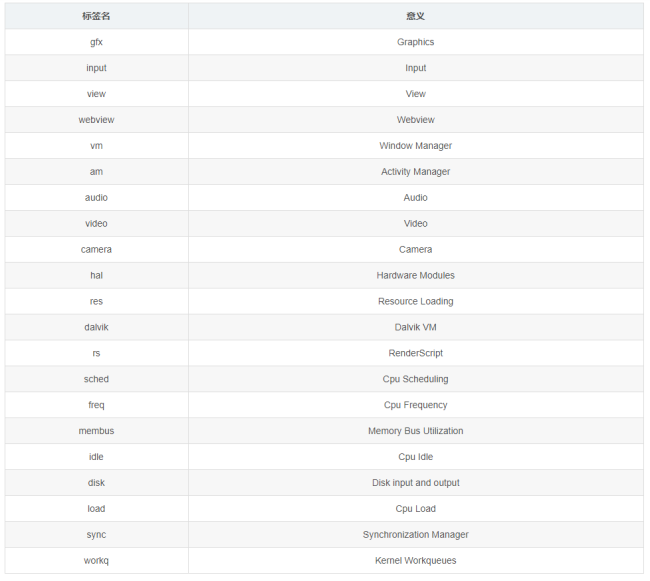 标签名 意义
gfx Graphics
input Input
view View
webview Webview
vm Window Manager
am Activity Manager
audio Audio
video Video
camera Camera
hal Hardware Modules
res Resource Loading
dalvik Dalvik VM
rs RenderScript
sched Cpu Scheduling
freq Cpu Frequency
membus Memory Bus Utilization
idle Cpu Idle
disk Disk input and output
load Cpu Load
sync Synchronization Manager
workq Kernel Workqueues